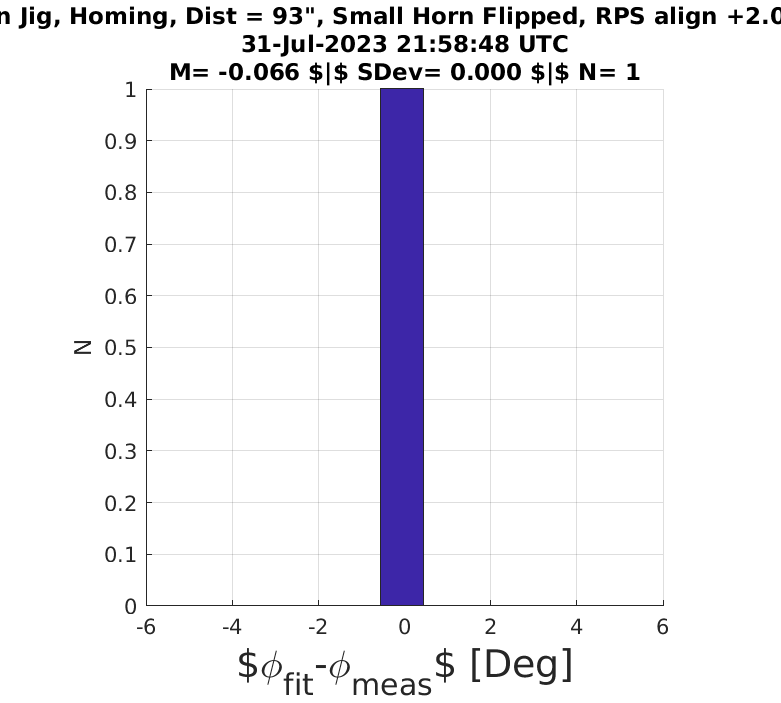 n Jig, Homing, Dist = 93", Small Horn Flipped, RPS align +2.0
31-Jul-2023 21:58:48 UTC
M= -0.066 $|$ SDev= 0.000 $|$ N= 1
1
0.9
0.8
0.7
0.6
0.5
0.4
0.3
0.2
0.1
0
N
-6 -4 -2 0 2 4 6
$ϕfit-ϕmeas$ [Deg]